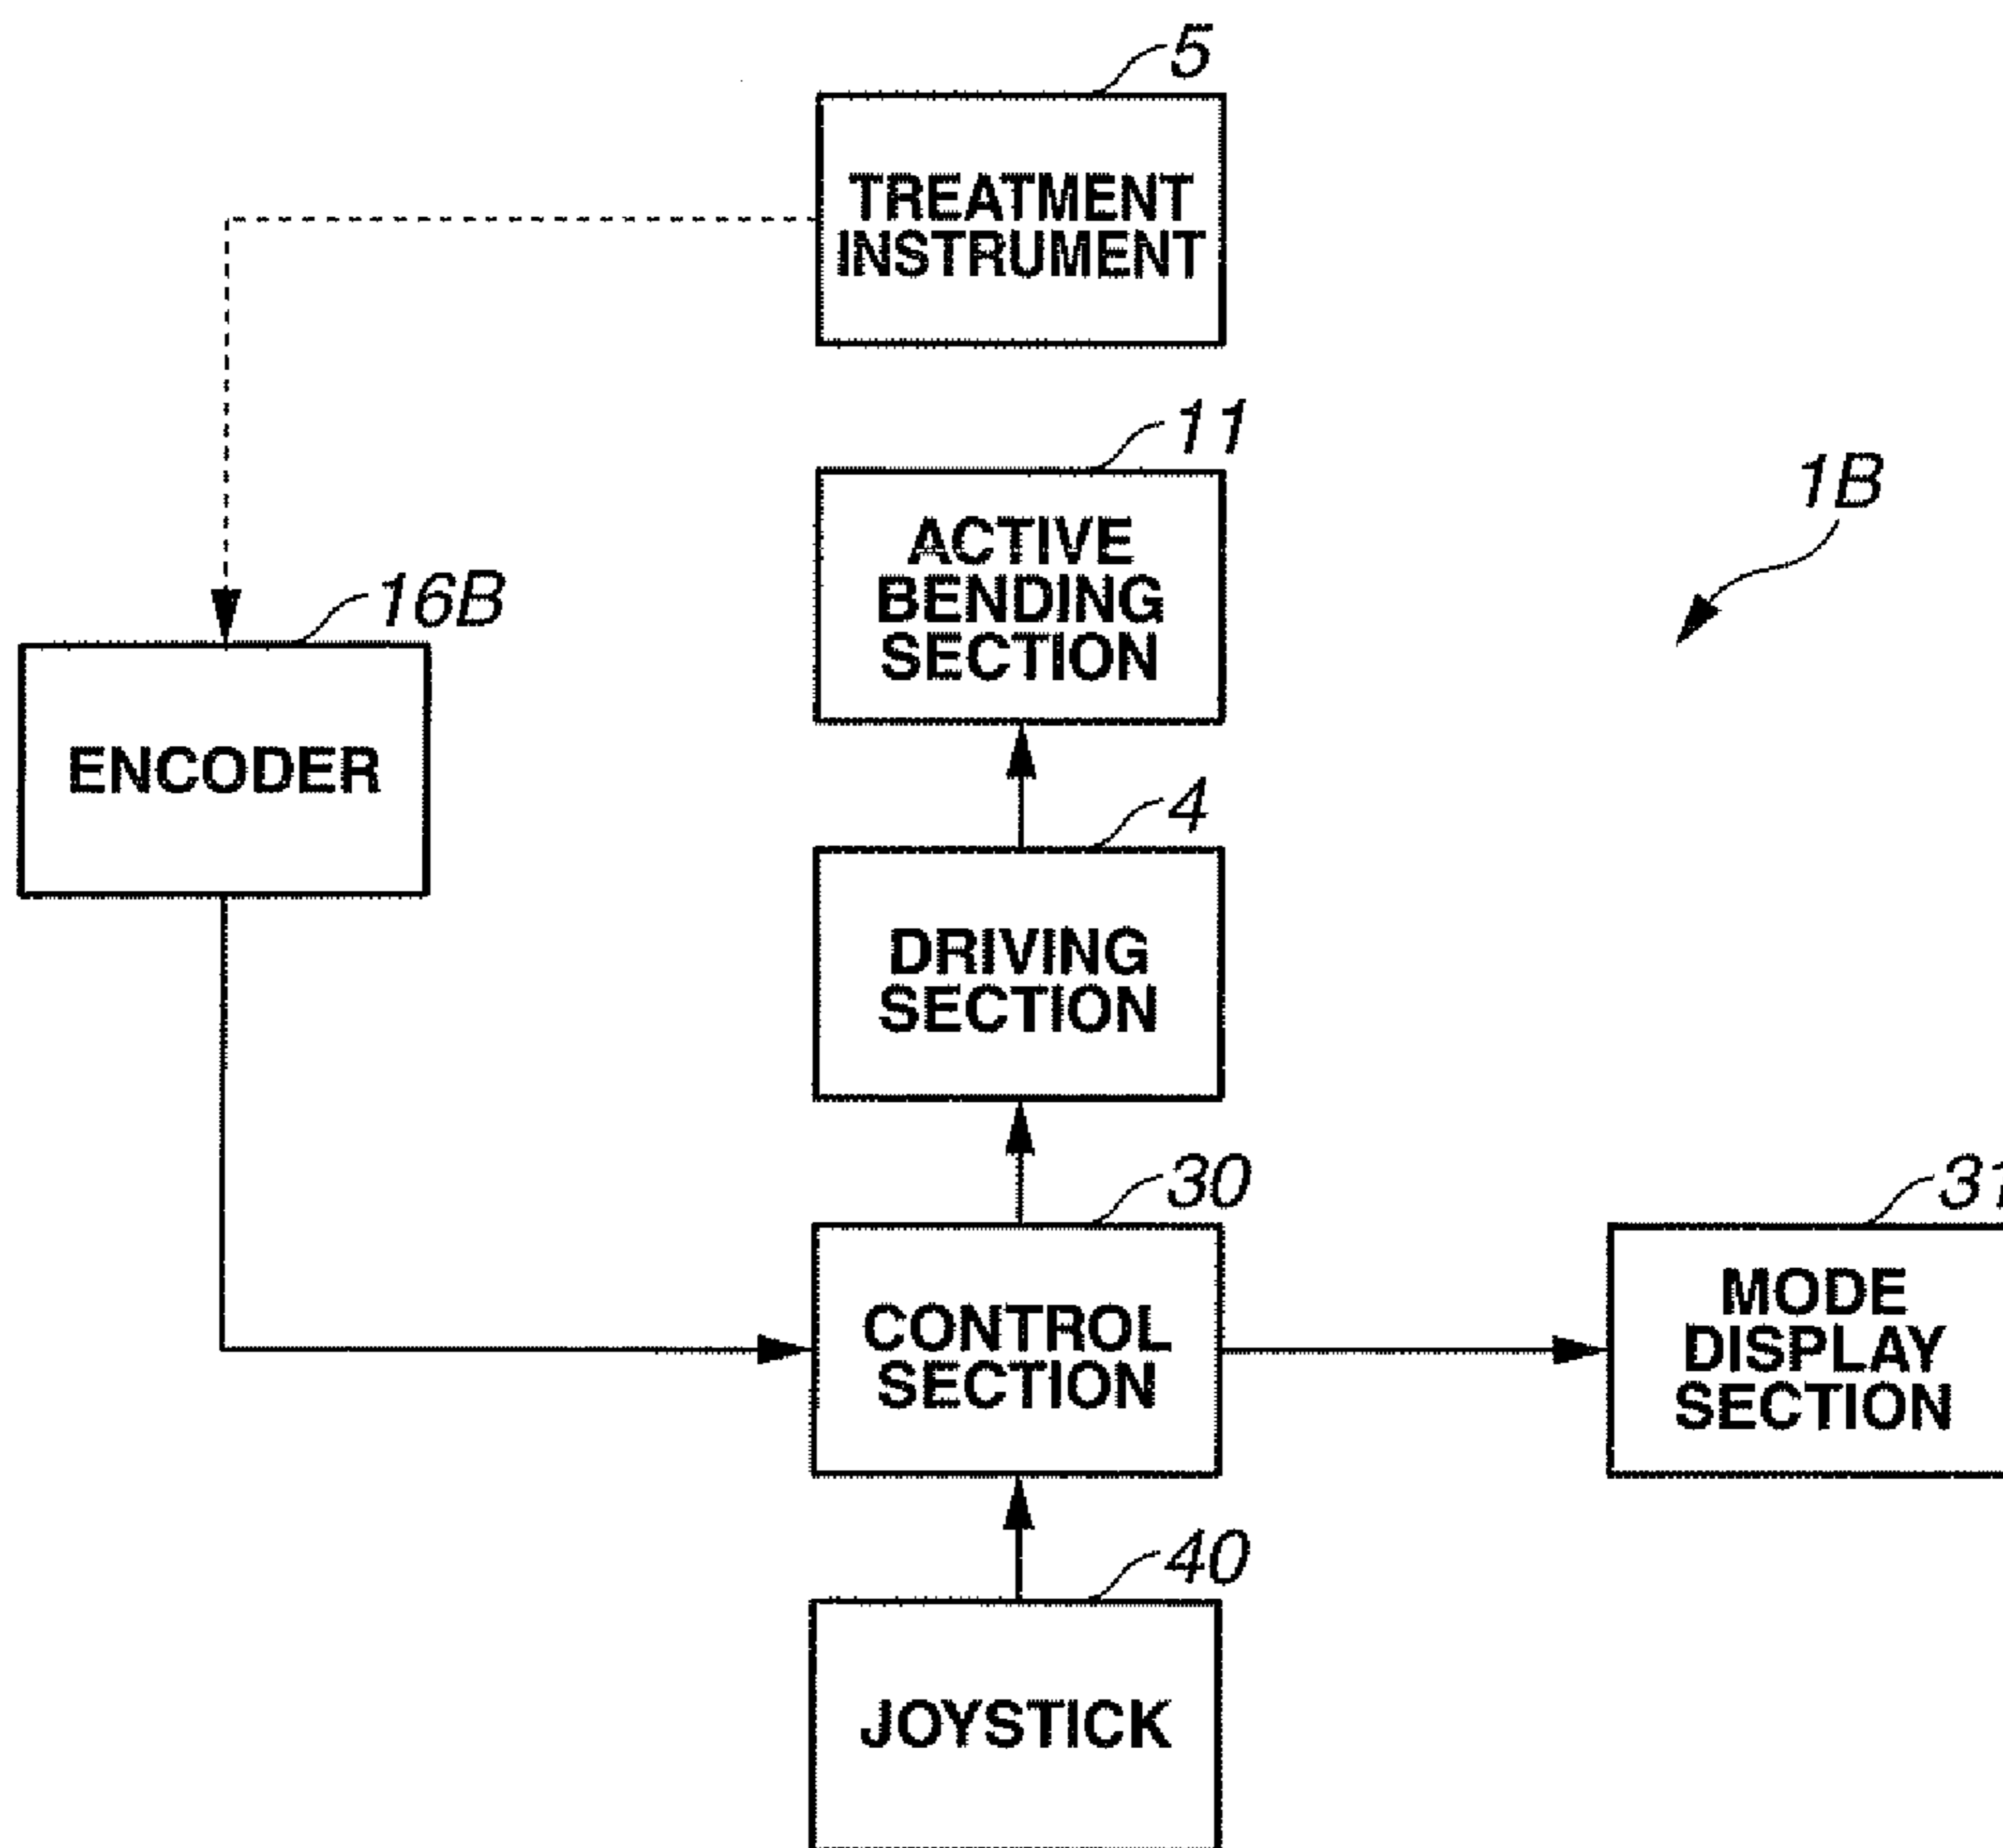 5
TREATMENT
INSTRUMENT
11
1B
ACTIVE
BENDING
SECTION
16B
ENCODER
4
DRIVING
SECTION
30
31
CONTROL
SECTION
MODE
DISPLAY
SECTION
40
JOYSTICK